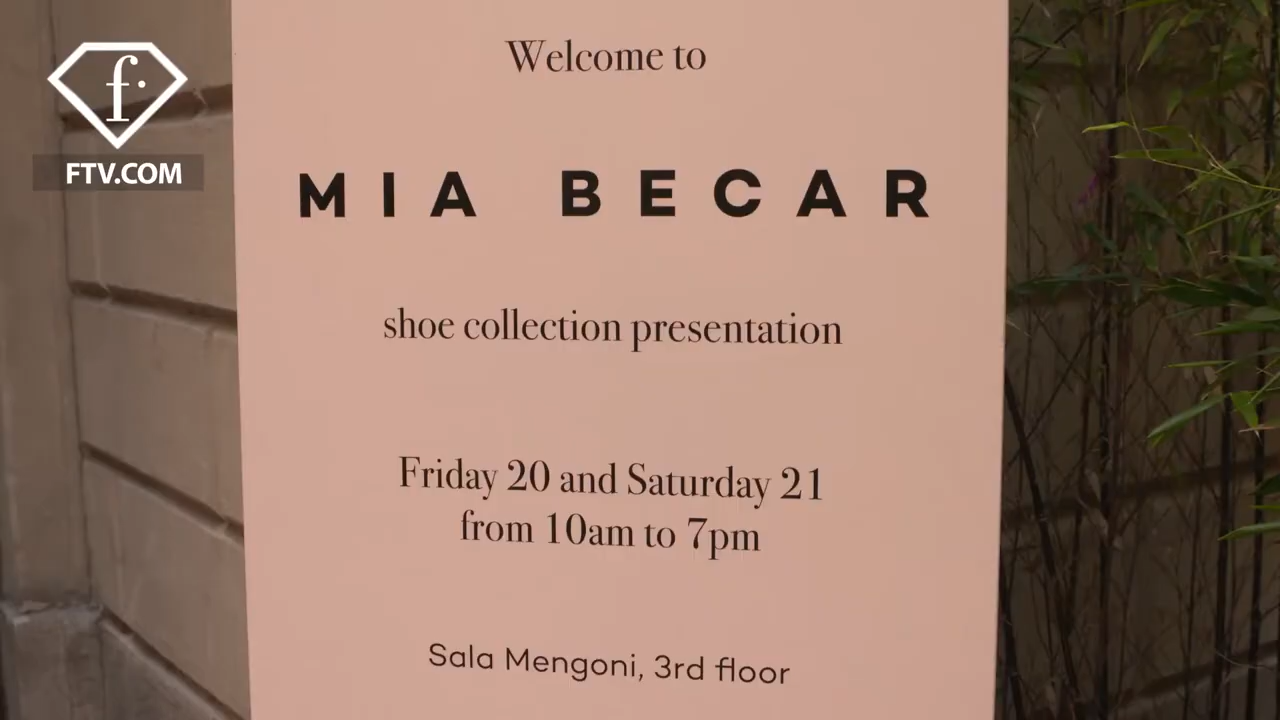 f.
FTV.COM
Welcome to
MIA BECAR
shoe collection presentation
Friday 20 and Saturday 21
from 10am to 7pm
Sala Mengoni, 3rd floor